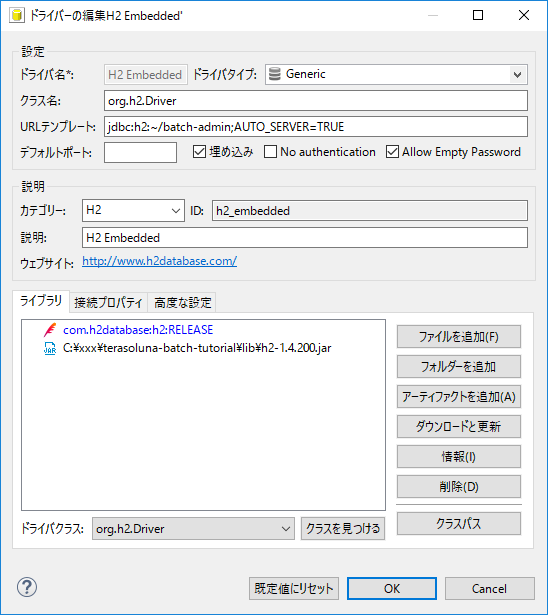 ドライバーの編集H2 Embedded'
設定
ドライバ名*: H2 Embedded ドライバタイプ: Generic
クラス名: org.h2.Driver
URLテンプレート: jdbc:h2:~/batch-admin;AUTO_SERVER=TRUE
デフォルトポート: 埋め込み No authentication Allow Empty Password
説明
カテゴリー: H2 ID: h2_embedded
説明: H2 Embedded
ウェブサイト: http://www.h2database.com/
ライブラリ 接続プロパティ 高度な設定
com.h2database:h2:RELEASE
JAR C:¥xxx¥terasoluna-batch-tutorial¥lib¥h2-1.4.200.jar
ファイルを追加(F)
フォルダーを追加
アーティファクトを追加(A)
ダウンロードと更新
情報(I)
削除(D)
クラスパス
ドライバクラス: org.h2.Driver クラスを見つける
? 既定値にリセット OK Cancel